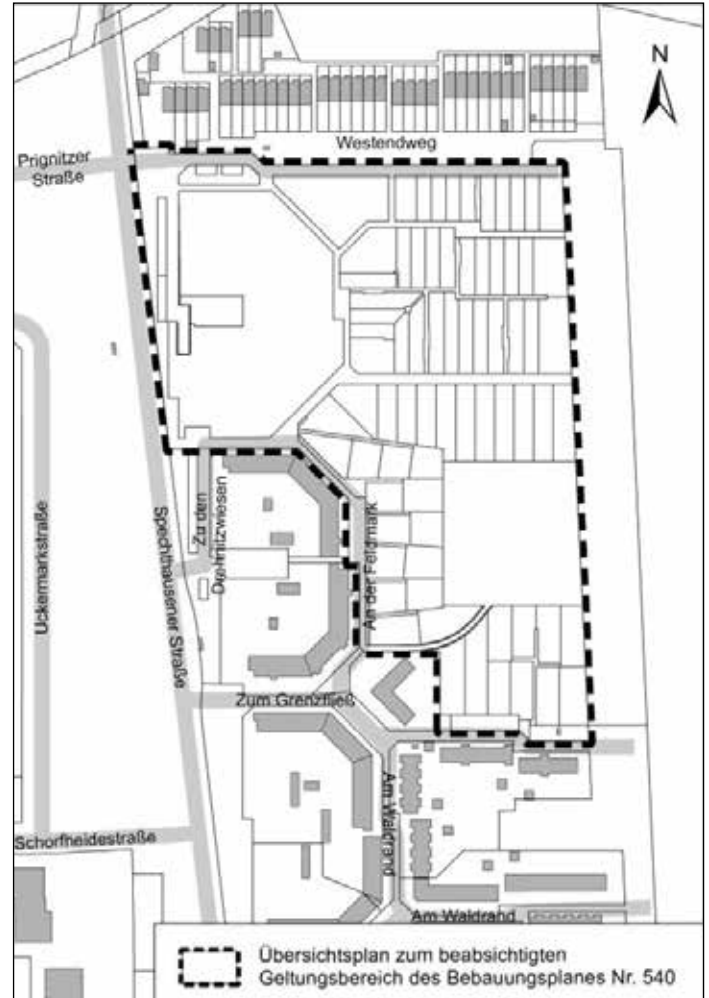 N
Westendweg
Prignitzer
Straße
Uckermarkstraße
Spechthausener Straße
Zu den
Drehnitzwiesen
An der Feldmark
Zum Grenzfließ
Am Waldrand
Schorfheidestraße
Am Waldrand
Übersichtsplan zum beabsichtigten
Geltungsbereich des Bebauungsplanes Nr. 540